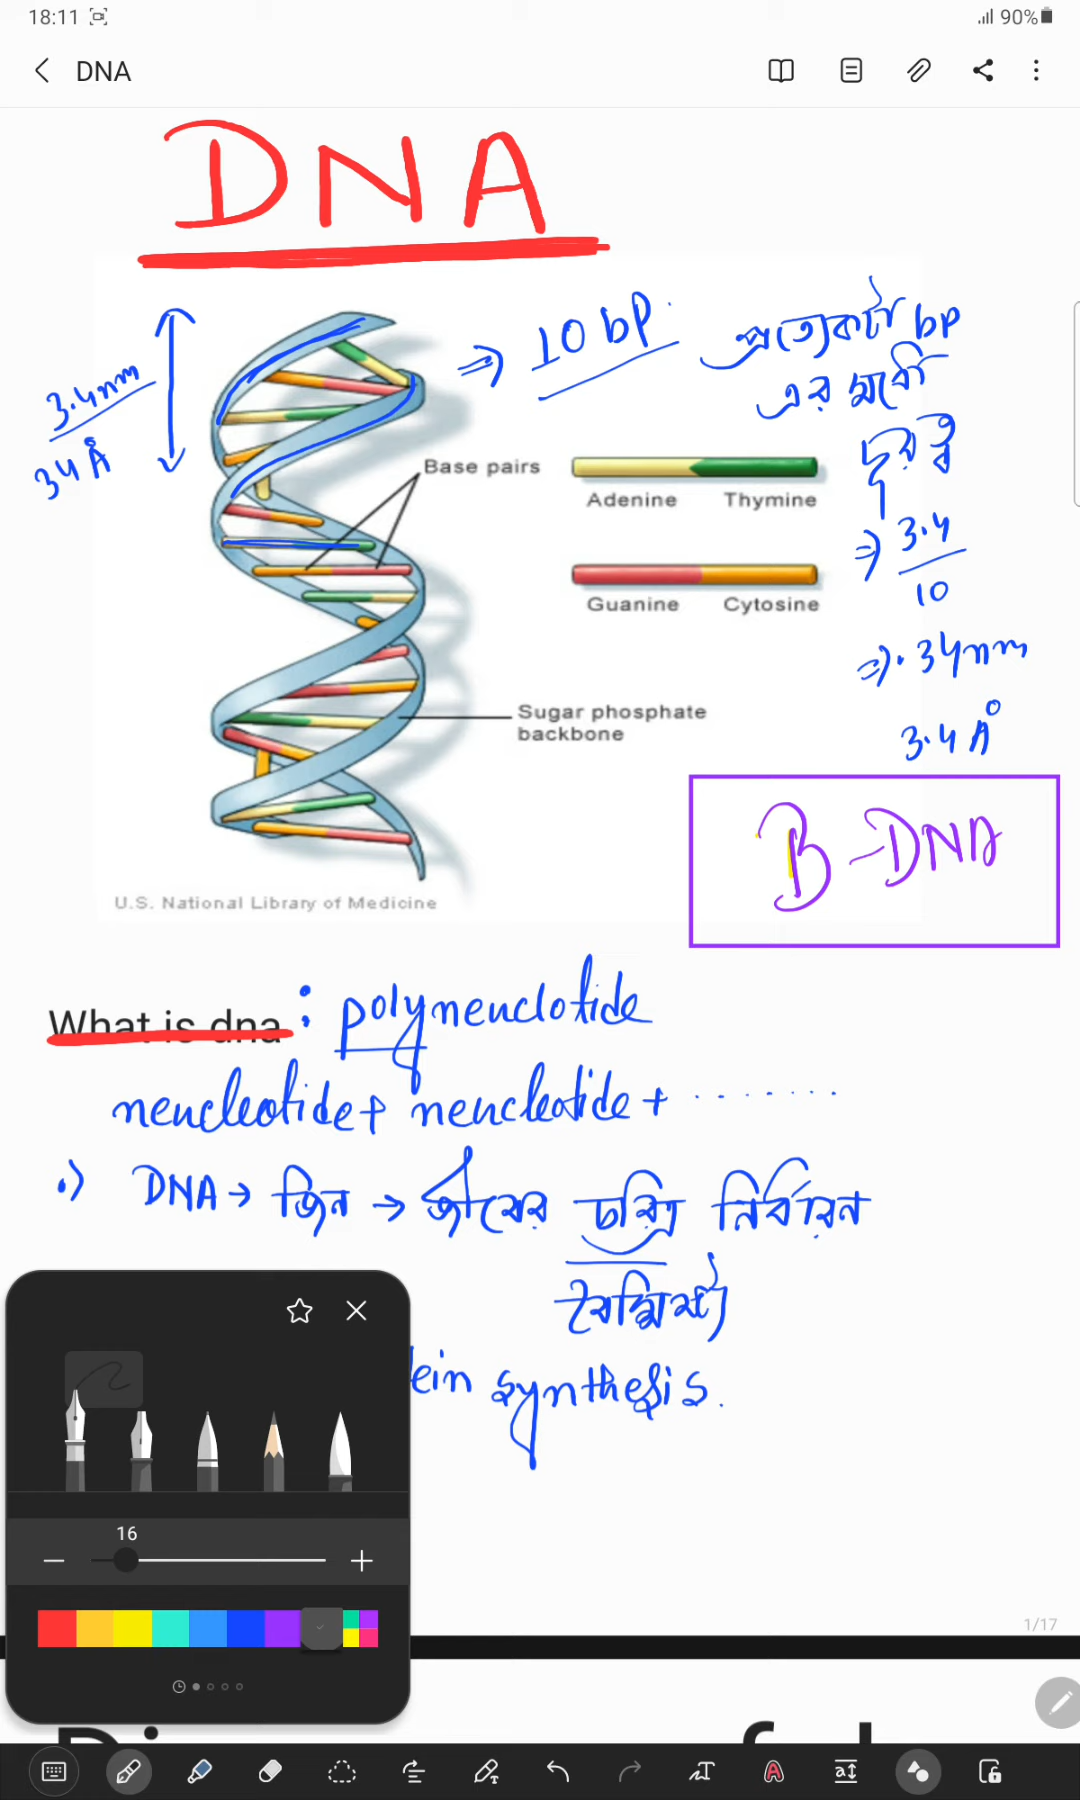 18:11
90%
DNA
DNA
3.4nm
34 Å
⇒ 10 bp.
প্রত্যেকটা bp
এর মধ্যে
দূরত্ব
⇒ 3.4
10
⇒ .34nm
3.4 Å
Base pairs
Adenine Thymine
Guanine Cytosine
Sugar phosphate
backbone
B-DNA
U.S. National Library of Medicine
What is dna : polyneuclotide
neucleotide + neucleotide + .......
DNA → জিন → জীবের চরিত্র নির্ধারন
বৈশিষ্ট্য
tein synthesis.
16
1/17